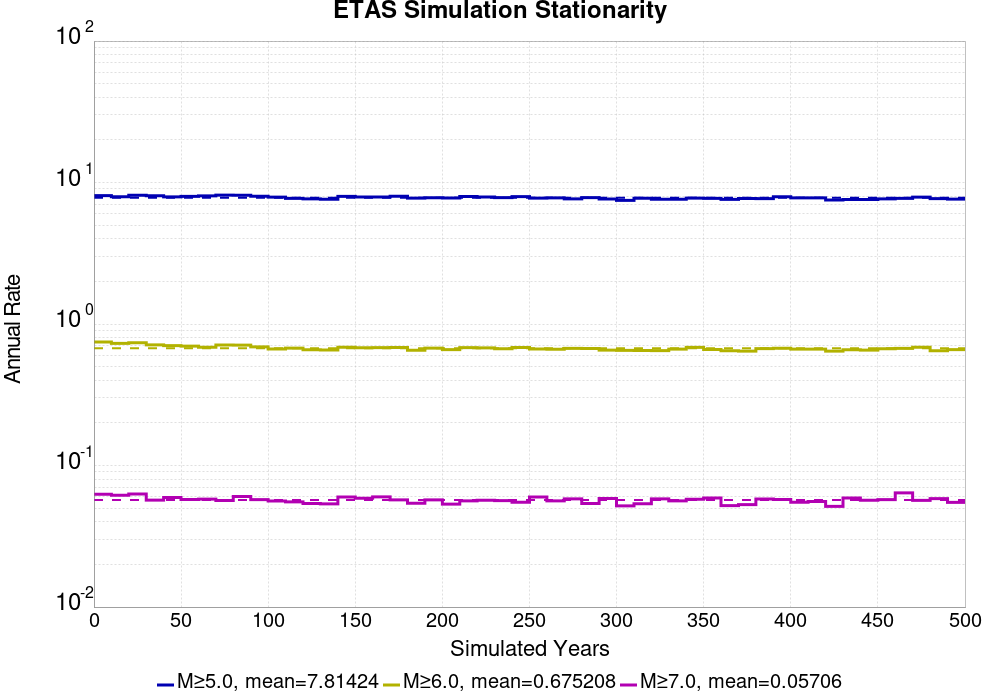 ETAS Simulation Stationarity
10^2
10^1
10^0
10^-1
10^-2
Annual Rate
0 50 100 150 200 250 300 350 400 450 500
Simulated Years
M≥5.0, mean=7.81424 M≥6.0, mean=0.675208 M≥7.0, mean=0.05706